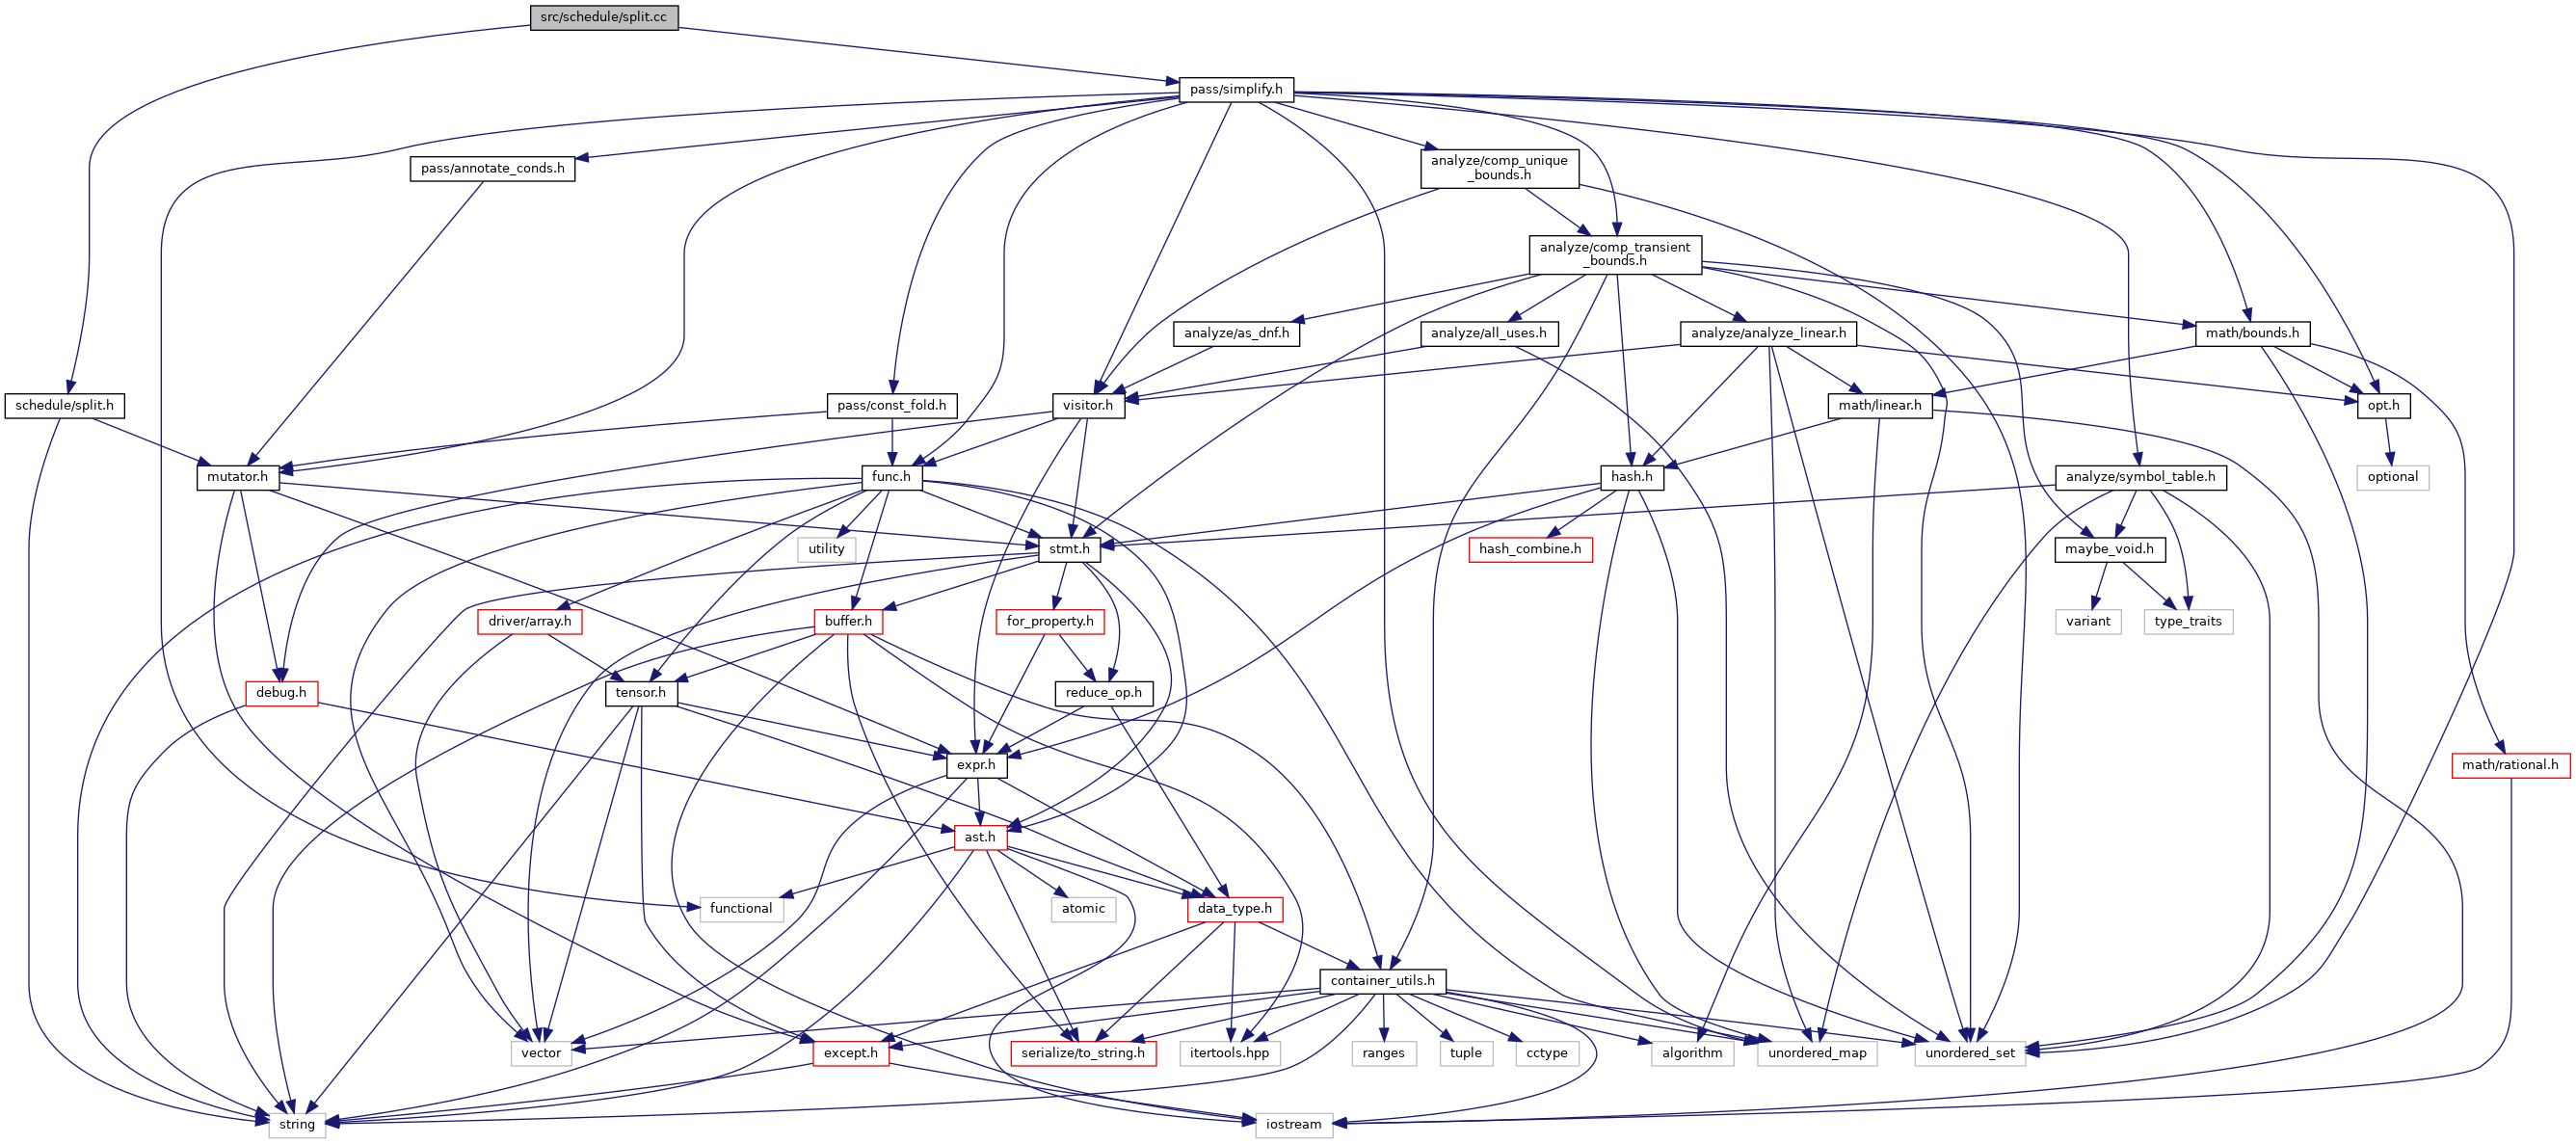 src/schedule/split.cc
pass/simplify.h
pass/annotate_conds.h
analyze/comp_unique
_bounds.h
analyze/comp_transient
_bounds.h
analyze/as_dnf.h
analyze/all_uses.h
analyze/analyze_linear.h
math/bounds.h
schedule/split.h
pass/const_fold.h
visitor.h
math/linear.h
opt.h
mutator.h
func.h
hash.h
analyze/symbol_table.h
optional
utility
stmt.h
hash_combine.h
maybe_void.h
driver/array.h
buffer.h
for_property.h
variant
type_traits
debug.h
tensor.h
reduce_op.h
expr.h
math/rational.h
ast.h
functional
atomic
data_type.h
container_utils.h
vector
except.h
serialize/to_string.h
itertools.hpp
ranges
tuple
cctype
algorithm
unordered_map
unordered_set
string
iostream